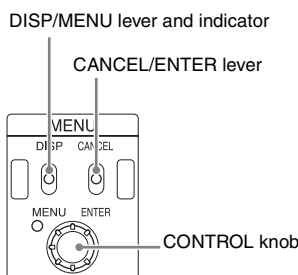 DISP/MENU lever and indicator
CANCEL/ENTER lever
MENU
DISP CANCEL
MENU ENTER
CONTROL knob